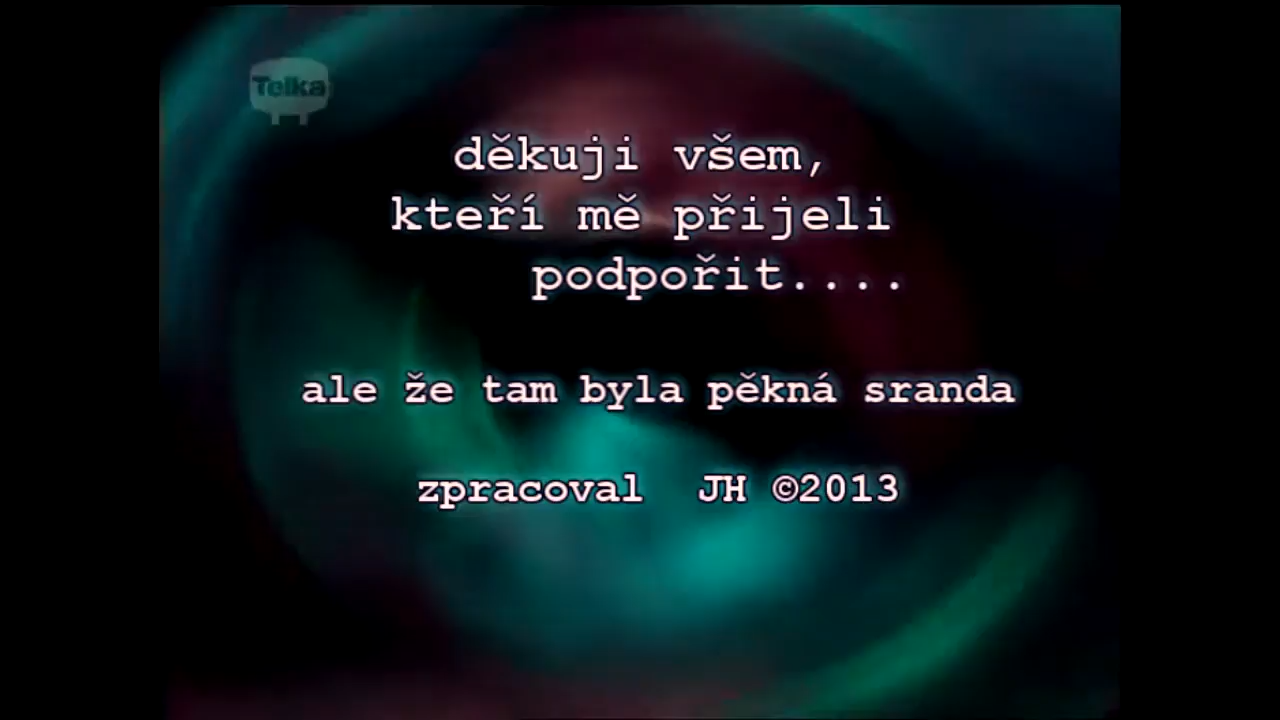 Telka
děkuji všem,
kteří mě přijeli
podpořit....
ale že tam byla pěkná sranda
zpracoval JH ©2013